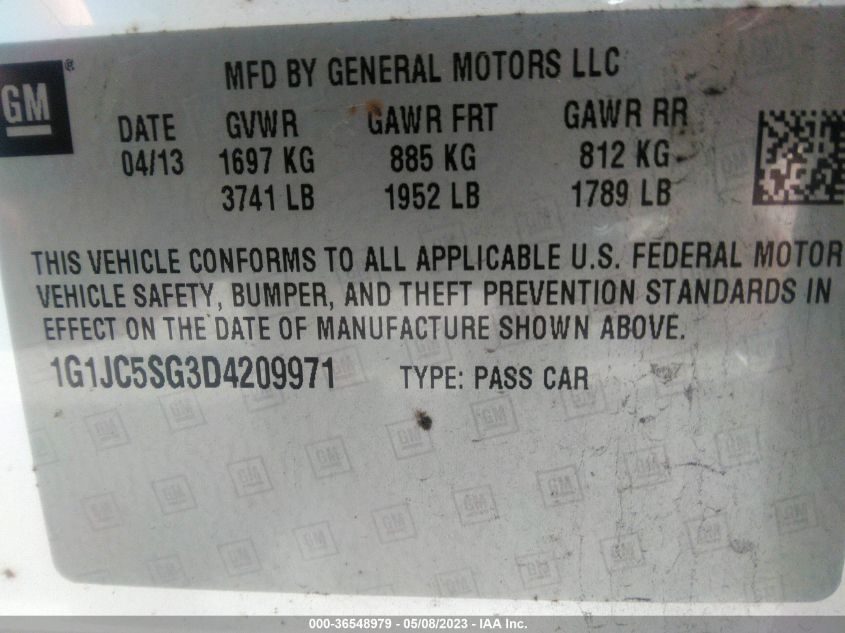 GM®
MFD BY GENERAL MOTORS LLC
DATE GVWR GAWR FRT GAWR RR
04/13 1697 KG 885 KG 812 KG
3741 LB 1952 LB 1789 LB
THIS VEHICLE CONFORMS TO ALL APPLICABLE U.S. FEDERAL MOTOR
VEHICLE SAFETY, BUMPER, AND THEFT PREVENTION STANDARDS IN
EFFECT ON THE DATE OF MANUFACTURE SHOWN ABOVE.
1G1JC5SG3D4209971 TYPE: PASS CAR
000-36548979 - 05/08/2023 - IAA Inc.